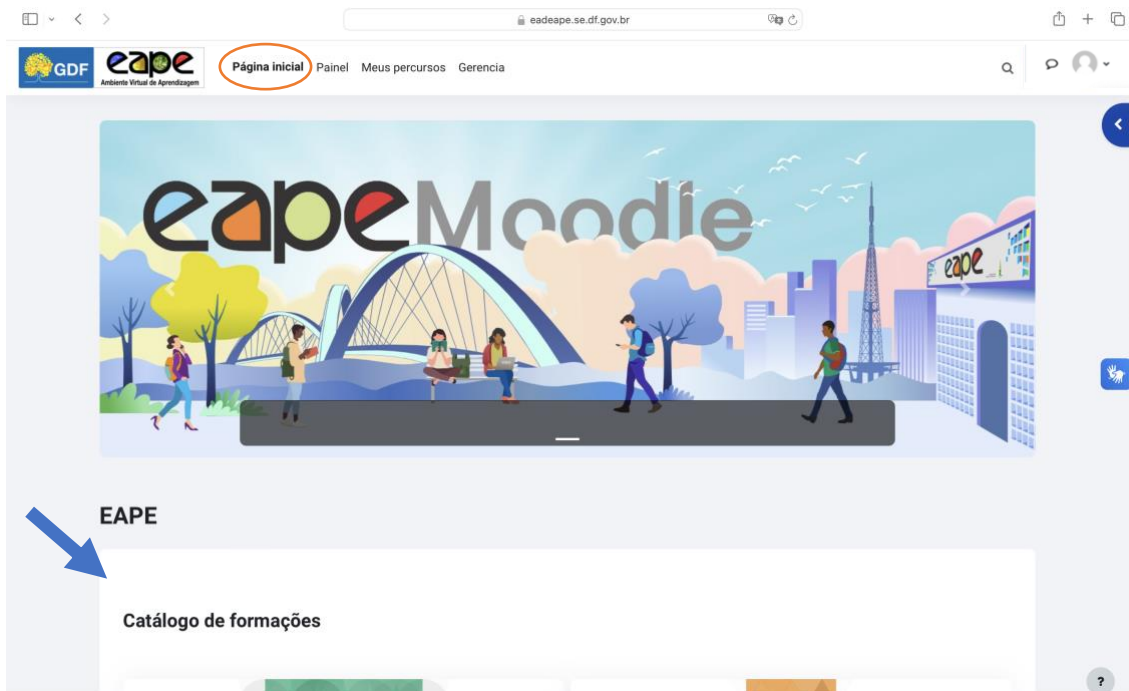 eadeape.se.df.gov.br
GDF
eape
Ambiente Virtual de Aprendizagem
Página inicial Painel Meus percursos Gerencia
eapeMoodle
eape
EAPE
Catálogo de formações
?